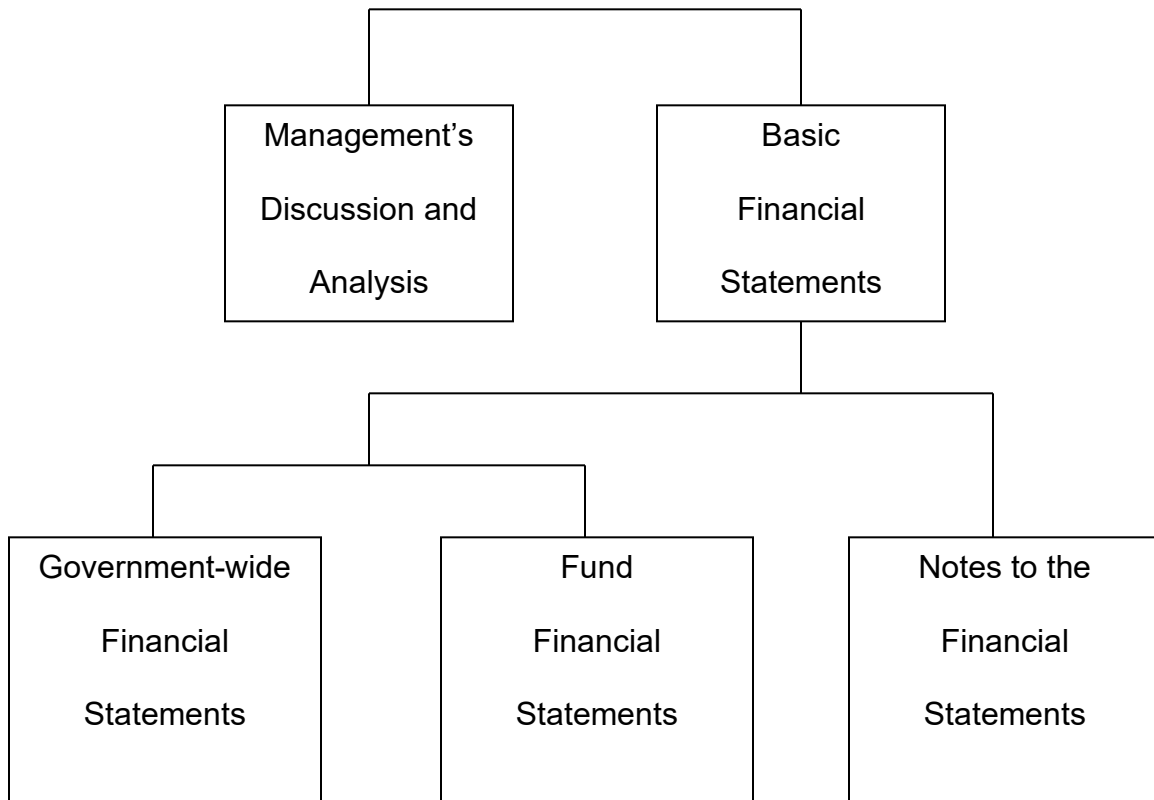 Management’s
Discussion and
Analysis
Basic
Financial
Statements
Government-wide
Financial
Statements
Fund
Financial
Statements
Notes to the
Financial
Statements